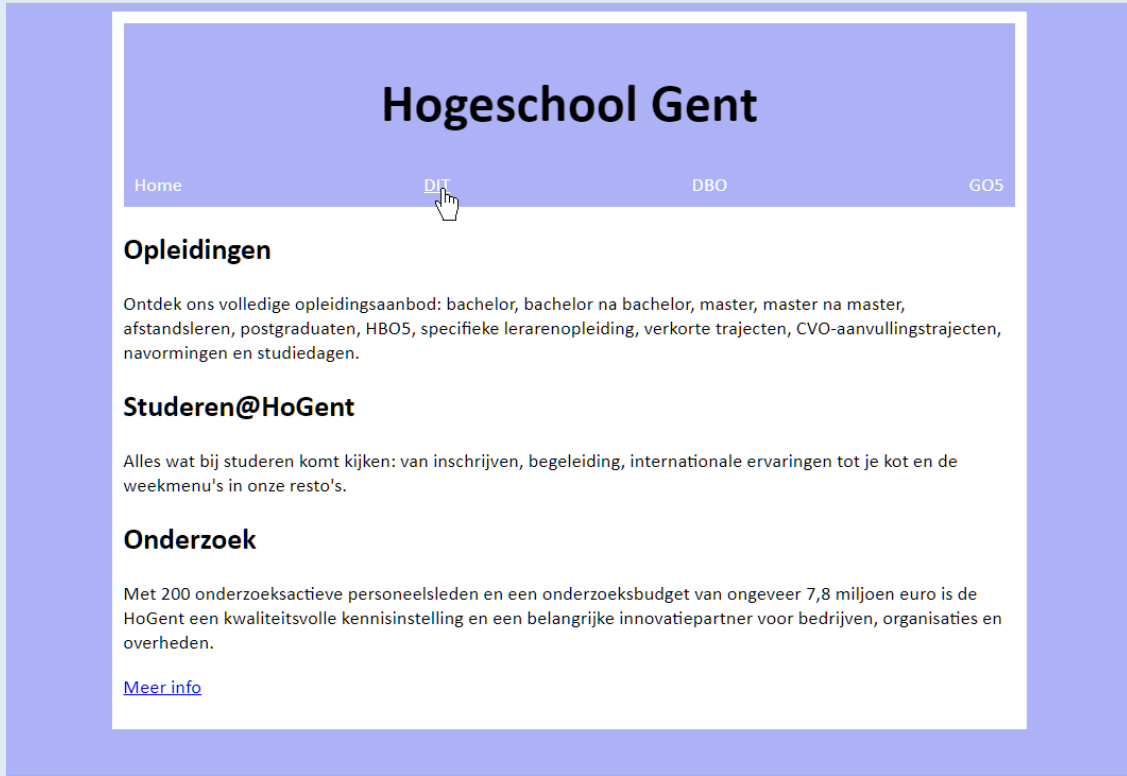 Hogeschool Gent
Home DIT DBO GO5
Opleidingen
Ontdek ons volledige opleidingsaanbod: bachelor, bachelor na bachelor, master, master na master,
afstandsleren, postgraduaten, HBO5, specifieke lerarenopleiding, verkorte trajecten, CVO-aanvullingstrajecten,
navormingen en studiedagen.
Studeren@HoGent
Alles wat bij studeren komt kijken: van inschrijven, begeleiding, internationale ervaringen tot je kot en de
weekmenu's in onze resto's.
Onderzoek
Met 200 onderzoeksactieve personeelsleden en een onderzoeksbudget van ongeveer 7,8 miljoen euro is de
HoGent een kwaliteitsvolle kennisinstelling en een belangrijke innovatiepartner voor bedrijven, organisaties en
overheden.
Meer info